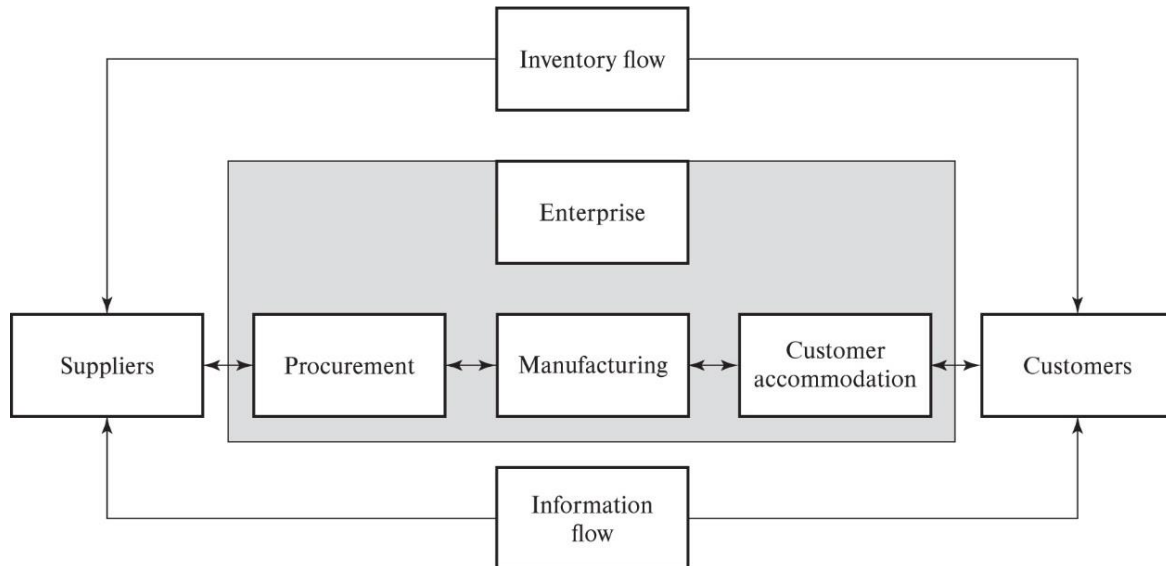 Inventory flow
Enterprise
Suppliers
Procurement
Manufacturing
Customer
accommodation
Customers
Information
flow